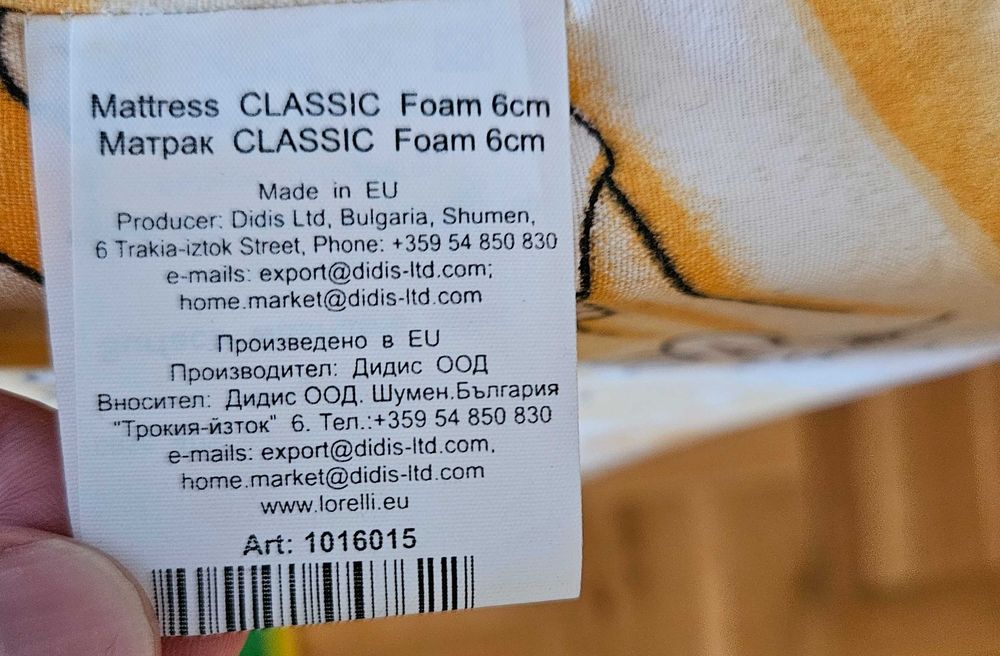 Mattress CLASSIC Foam 6cm
Матрак CLASSIC Foam 6cm
Made in EU
Producer: Didis Ltd, Bulgaria, Shumen,
6 Trakia-iztok Street, Phone: +359 54 850 830
e-mails: export@didis-ltd.com;
home.market@didis-ltd.com
Произведено в EU
Производител: Дидис ООД
Вносител: Дидис ООД. Шумен.България
"Трокия-йзток" 6. Тел.:+359 54 850 830
e-mails: export@didis-ltd.com,
home.market@didis-ltd.com
www.lorelli.eu
Art: 1016015